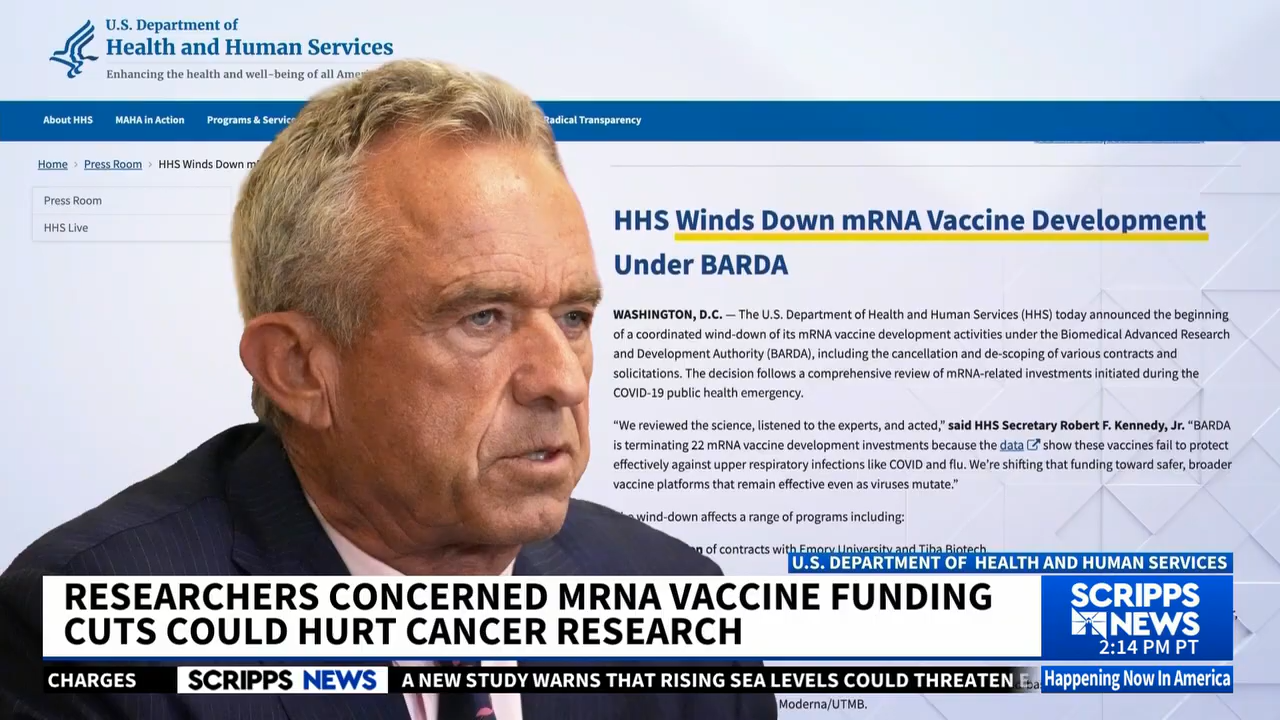 U.S. Department of
Health and Human Services
Enhancing the health and well-being of all
About HHS MAHA in Action Programs & Radical Transparency
Home › Press Room › HHS Winds Down
Press Room
HHS Live
HHS Winds Down mRNA Vaccine Development
Under BARDA
WASHINGTON, D.C. — The U.S. Department of Health and Human Services (HHS) today announced the beginning
of a coordinated wind-down of its mRNA vaccine development activities under the Biomedical Advanced Research
and Development Authority (BARDA), including the cancellation and de-scoping of various contracts and
solicitations. The decision follows a comprehensive review of mRNA-related investments initiated during the
COVID-19 public health emergency.
“We reviewed the science, listened to the experts, and acted,” said HHS Secretary Robert F. Kennedy, Jr. “BARDA
is terminating 22 mRNA vaccine development investments because the data show these vaccines fail to protect
effectively against upper respiratory infections like COVID and flu. We’re shifting that funding toward safer, broader
vaccine platforms that remain effective even as viruses mutate.”
wind-down affects a range of programs including:
of contracts with Emory University and Tiba Biotech
U.S. DEPARTMENT OF HEALTH AND HUMAN SERVICES
RESEARCHERS CONCERNED MRNA VACCINE FUNDING
CUTS COULD HURT CANCER RESEARCH
SCRIPPS
NEWS
2:14 PM PT
CHARGES SCRIPPS NEWS A NEW STUDY WARNS THAT RISING SEA LEVELS COULD THREATEN
Happening Now In America
Moderna/UTMB.